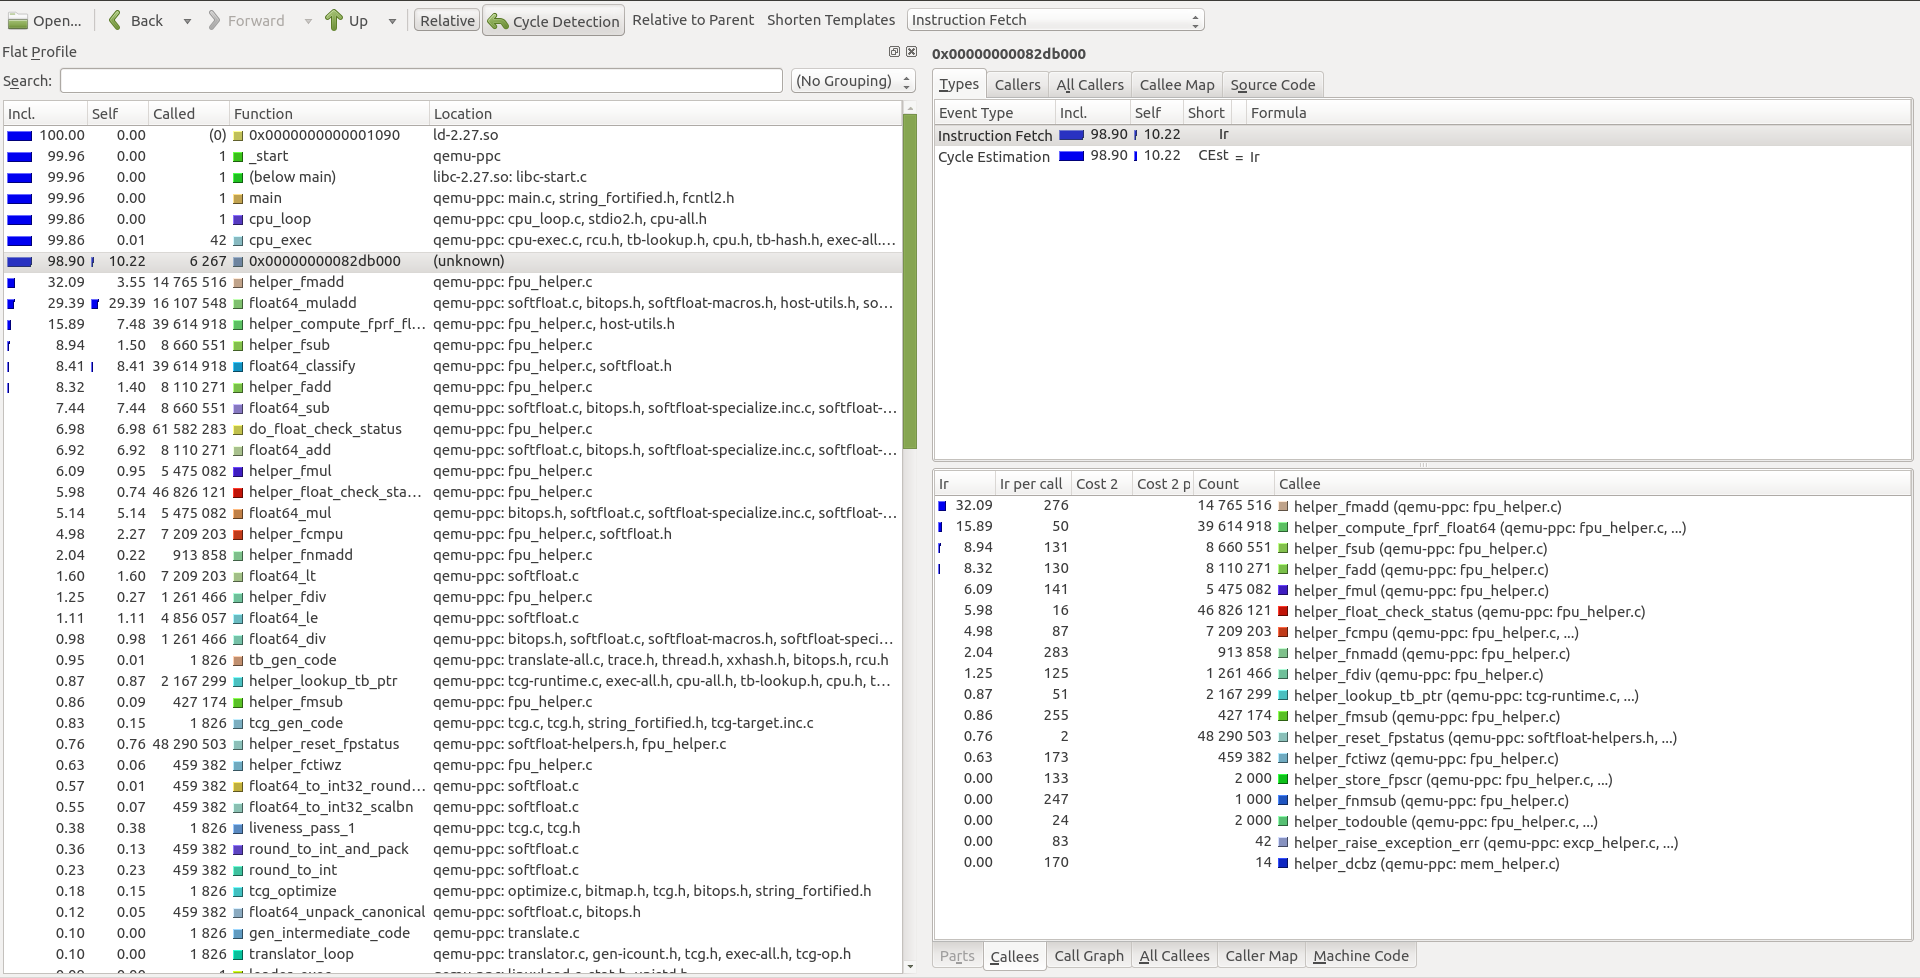 Open... Back Forward Up Relative Cycle Detection Relative to Parent Shorten Templates Instruction Fetch
Flat Profile
Search: (No Grouping)
Incl. Self Called Function Location
100.00 0.00 (0) 0x0000000000001090 ld-2.27.so
99.96 0.00 1 _start qemu-ppc
99.96 0.00 1 (below main) libc-2.27.so: libc-start.c
99.96 0.00 1 main qemu-ppc: main.c, string_fortified.h, fcntl2.h
99.86 0.00 1 cpu_loop qemu-ppc: cpu_loop.c, stdio2.h, cpu-all.h
99.86 0.01 42 cpu_exec qemu-ppc: cpu-exec.c, rcu.h, tb-lookup.h, cpu.h, tb-hash.h, exec-all....
98.90 10.22 6 267 0x00000000082db000 (unknown)
32.09 3.55 14 765 516 helper_fmadd qemu-ppc: fpu_helper.c
29.39 29.39 16 107 548 float64_muladd qemu-ppc: softfloat.c, bitops.h, softfloat-macros.h, host-utils.h, so...
15.89 7.48 39 614 918 helper_compute_fprf_fl... qemu-ppc: fpu_helper.c, host-utils.h
8.94 1.50 8 660 551 helper_fsub qemu-ppc: fpu_helper.c
8.41 8.41 39 614 918 float64_classify qemu-ppc: fpu_helper.c, softfloat.h
8.32 1.40 8 110 271 helper_fadd qemu-ppc: fpu_helper.c
7.44 7.44 8 660 551 float64_sub qemu-ppc: softfloat.c, bitops.h, softfloat-specialize.inc.c, softfloat-...
6.98 6.98 61 582 283 do_float_check_status qemu-ppc: fpu_helper.c
6.92 6.92 8 110 271 float64_add qemu-ppc: softfloat.c, bitops.h, softfloat-specialize.inc.c, softfloat-...
6.09 0.95 5 475 082 helper_fmul qemu-ppc: fpu_helper.c
5.98 0.74 46 826 121 helper_float_check_sta... qemu-ppc: fpu_helper.c
5.14 5.14 5 475 082 float64_mul qemu-ppc: softfloat.c, bitops.h, softfloat-specialize.inc.c, softfloat-...
4.98 2.27 7 209 203 helper_fcmpu qemu-ppc: fpu_helper.c, softfloat.h
2.04 0.22 913 858 helper_fnmadd qemu-ppc: fpu_helper.c
1.60 1.60 7 209 203 float64_lt qemu-ppc: softfloat.c
1.25 0.27 1 261 466 helper_fdiv qemu-ppc: fpu_helper.c
1.11 1.11 4 856 057 float64_le qemu-ppc: softfloat.c
0.98 0.98 1 261 466 float64_div qemu-ppc: bitops.h, softfloat.c, softfloat-macros.h, softfloat-speci...
0.95 0.01 1 826 tb_gen_code qemu-ppc: translate-all.c, trace.h, thread.h, xxhash.h, bitops.h, rcu.h
0.87 0.87 2 167 299 helper_lookup_tb_ptr qemu-ppc: tcg-runtime.c, exec-all.h, cpu-all.h, tb-lookup.h, cpu.h, t...
0.86 0.09 427 174 helper_fmsub qemu-ppc: fpu_helper.c
0.83 0.15 1 826 tcg_gen_code qemu-ppc: tcg.c, tcg.h, string_fortified.h, tcg-target.inc.c
0.76 0.76 48 290 503 helper_reset_fpstatus qemu-ppc: softfloat-helpers.h, fpu_helper.c
0.63 0.06 459 382 helper_fctiwz qemu-ppc: fpu_helper.c
0.57 0.01 459 382 float64_to_int32_round... qemu-ppc: softfloat.c
0.55 0.07 459 382 float64_to_int32_scalbn qemu-ppc: softfloat.c
0.38 0.38 1 826 liveness_pass_1 qemu-ppc: tcg.c, tcg.h
0.36 0.13 459 382 round_to_int_and_pack qemu-ppc: softfloat.c
0.23 0.23 459 382 round_to_int qemu-ppc: softfloat.c
0.18 0.15 1 826 tcg_optimize qemu-ppc: optimize.c, bitmap.h, tcg.h, bitops.h, string_fortified.h
0.12 0.05 459 382 float64_unpack_canonical qemu-ppc: softfloat.c, bitops.h
0.10 0.00 1 826 gen_intermediate_code qemu-ppc: translate.c
0.10 0.00 1 826 translator_loop qemu-ppc: translator.c, gen-icount.h, tcg.h, exec-all.h, tcg-op.h
0x00000000082db000
Types Callers All Callers Callee Map Source Code
Event Type Incl. Self Short Formula
Instruction Fetch 98.90 10.22 Ir
Cycle Estimation 98.90 10.22 CEst = Ir
Ir Ir per call Cost 2 Cost 2 p Count Callee
32.09 276 14 765 516 helper_fmadd (qemu-ppc: fpu_helper.c)
15.89 50 39 614 918 helper_compute_fprf_float64 (qemu-ppc: fpu_helper.c, ...)
8.94 131 8 660 551 helper_fsub (qemu-ppc: fpu_helper.c)
8.32 130 8 110 271 helper_fadd (qemu-ppc: fpu_helper.c)
6.09 141 5 475 082 helper_fmul (qemu-ppc: fpu_helper.c)
5.98 16 46 826 121 helper_float_check_status (qemu-ppc: fpu_helper.c)
4.98 87 7 209 203 helper_fcmpu (qemu-ppc: fpu_helper.c, ...)
2.04 283 913 858 helper_fnmadd (qemu-ppc: fpu_helper.c)
1.25 125 1 261 466 helper_fdiv (qemu-ppc: fpu_helper.c)
0.87 51 2 167 299 helper_lookup_tb_ptr (qemu-ppc: tcg-runtime.c, ...)
0.86 255 427 174 helper_fmsub (qemu-ppc: fpu_helper.c)
0.76 2 48 290 503 helper_reset_fpstatus (qemu-ppc: softfloat-helpers.h, ...)
0.63 173 459 382 helper_fctiwz (qemu-ppc: fpu_helper.c)
0.00 133 2 000 helper_store_fpscr (qemu-ppc: fpu_helper.c, ...)
0.00 247 1 000 helper_fnmsub (qemu-ppc: fpu_helper.c)
0.00 24 2 000 helper_todouble (qemu-ppc: fpu_helper.c, ...)
0.00 83 42 helper_raise_exception_err (qemu-ppc: excp_helper.c, ...)
0.00 170 14 helper_dcbz (qemu-ppc: mem_helper.c)
Parts Callees Call Graph All Callees Caller Map Machine Code